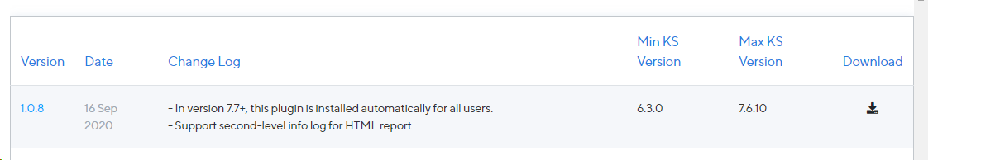 Min KS Max KS
Version Date Change Log Version Version Download
1.0.8 16 Sep - In version 7.7+, this plugin is installed automatically for all users. 6.3.0 7.6.10
2020 - Support second-level info log for HTML report